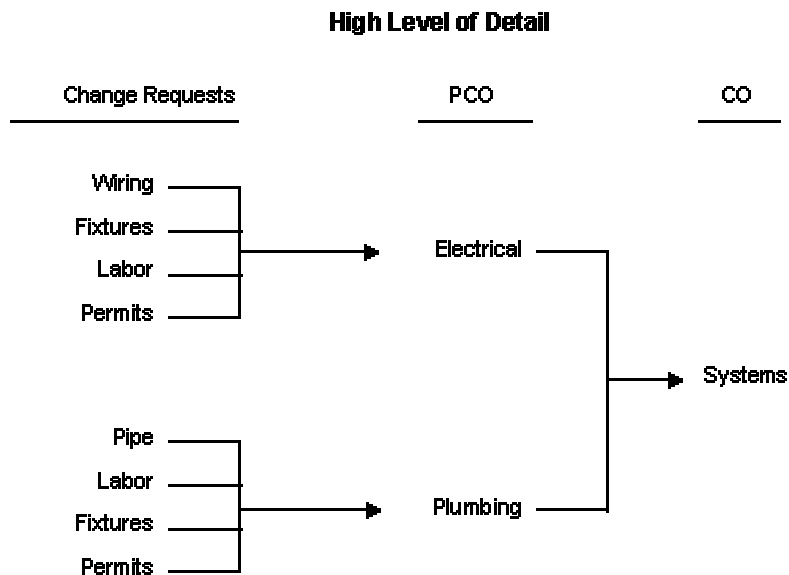 High Level of Detail
Change Requests PCO CO
Wiring
Fixtures
Electrical
Labor
Permits
Systems
Pipe
Labor
Plumbing
Fixtures
Permits